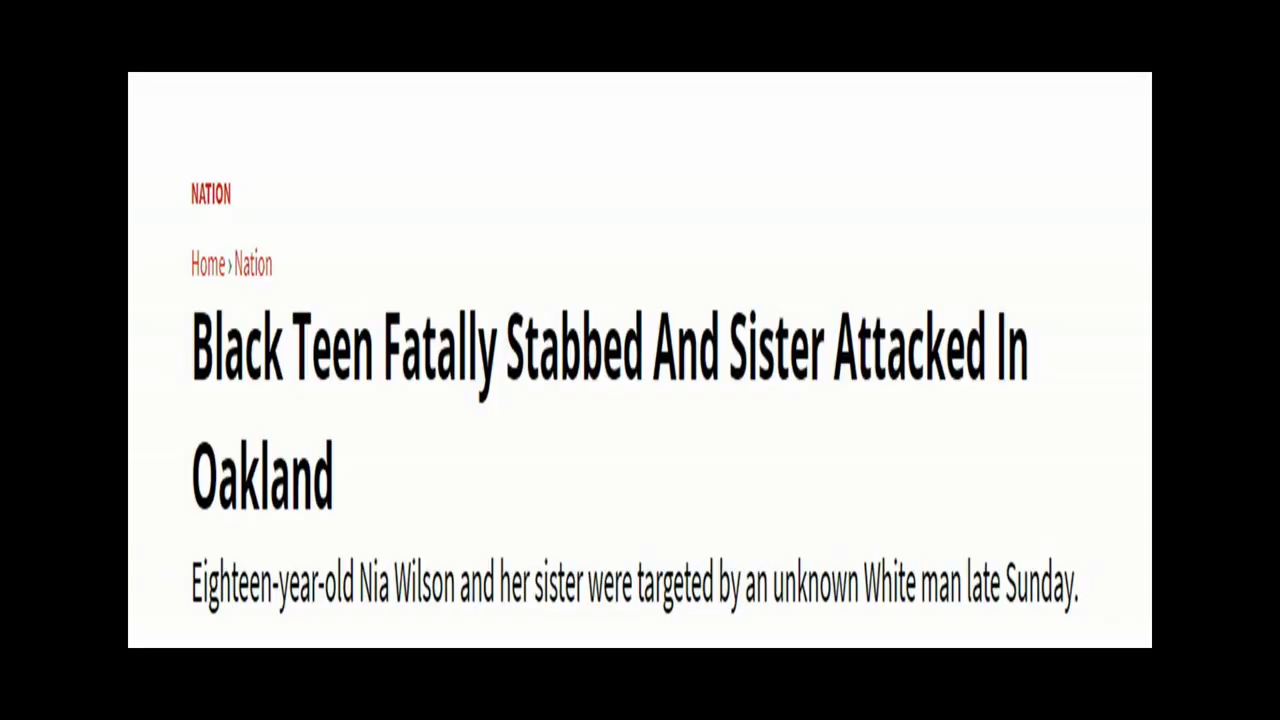 NATION
Home › Nation
Black Teen Fatally Stabbed And Sister Attacked In
Oakland
Eighteen-year-old Nia Wilson and her sister were targeted by an unknown White man late Sunday.